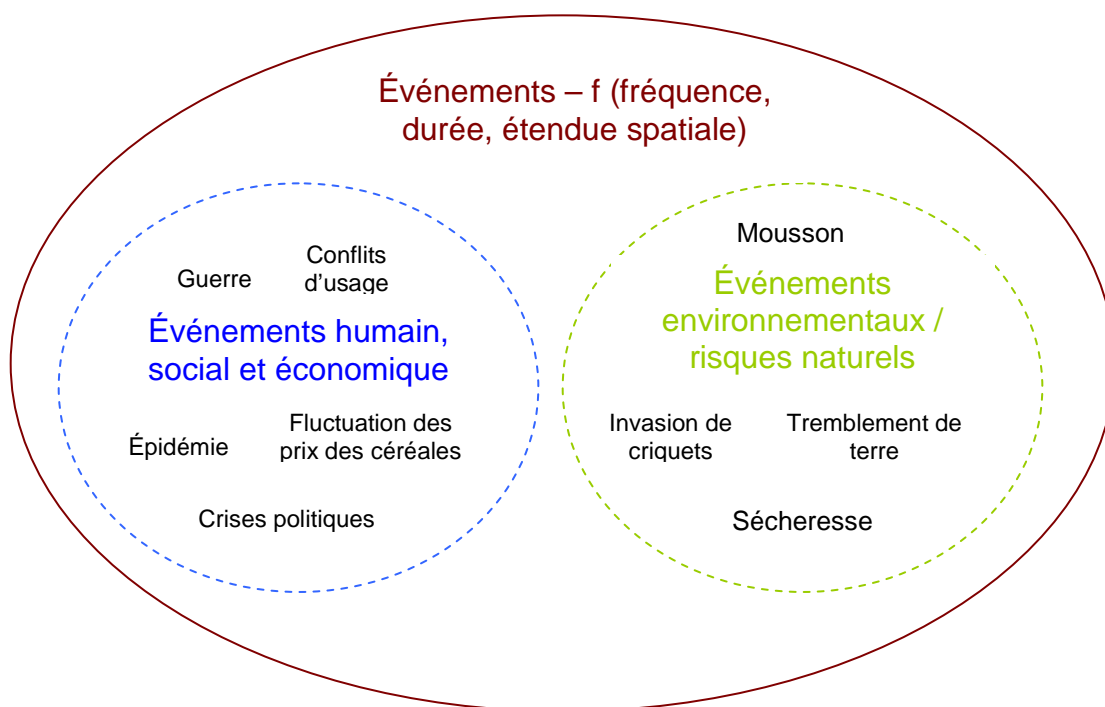 Événements – f (fréquence,
durée, étendue spatiale)
Guerre
Conflits
d’usage
Événements humain,
social et économique
Épidémie
Fluctuation des
prix des céréales
Crises politiques
Mousson
Événements
environnementaux /
risques naturels
Invasion de
criquets
Tremblement de
terre
Sécheresse